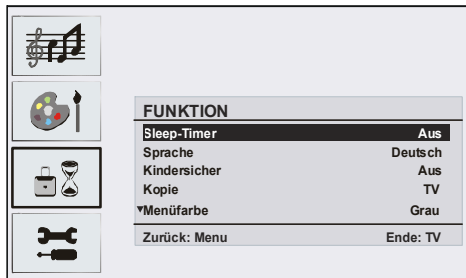 FUNKTION
Sleep-Timer Aus
Sprache Deutsch
Kindersicher Aus
Kopie TV
▾Menüfarbe Grau
Zurück: Menu Ende: TV